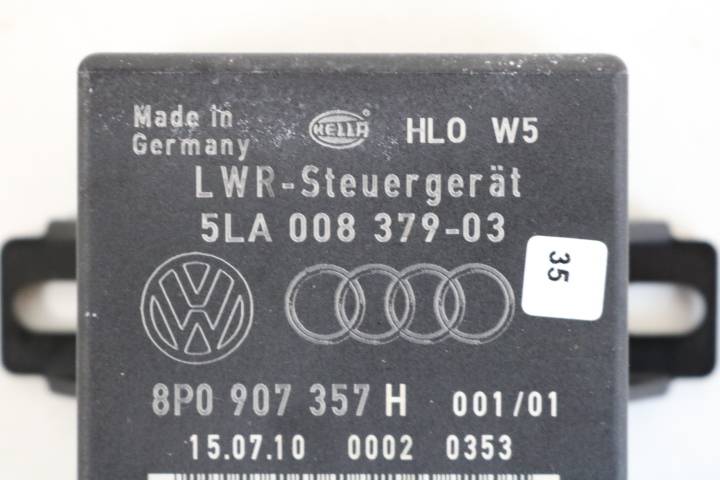 Made in
Germany
HELLA
HLO W5
LWR-Steuergerät
5LA 008 379-03
35
8P0 907 357 H 001/01
15.07.10 0002 0353